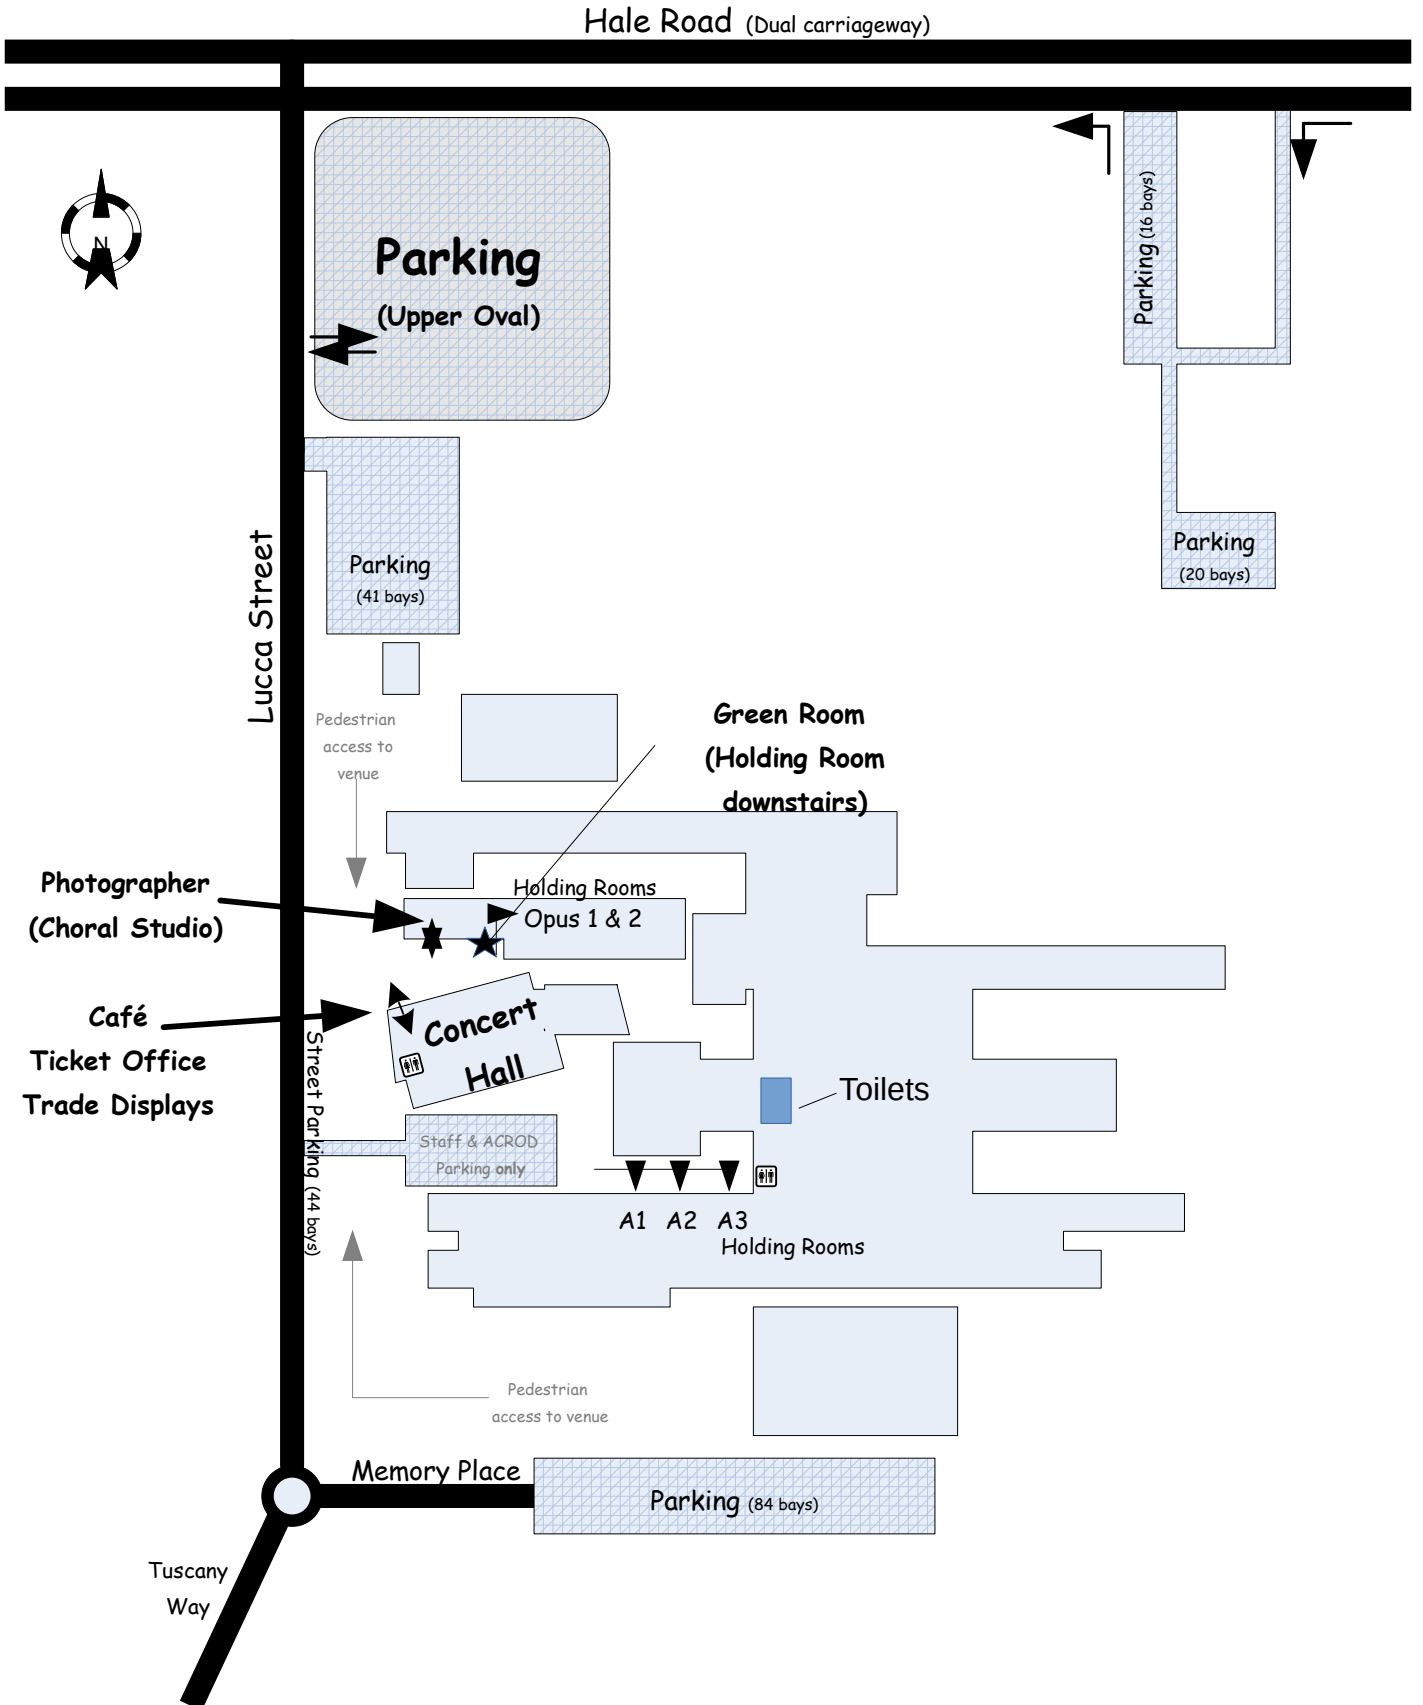 Hale Road (Dual carriageway)
N
Parking
(Upper Oval)
Parking (16 bays)
Parking
(20 bays)
Parking
(41 bays)
Lucca Street
Pedestrian
access to
venue
Green Room
(Holding Room
downstairs)
Photographer
(Choral Studio)
Holding Rooms
Opus 1 & 2
Café
Ticket Office
Trade Displays
Concert
Hall
Street Parking (44 bays)
Toilets
Staff & ACROD
Parking only
A1 A2 A3
Holding Rooms
Pedestrian
access to venue
Memory Place
Parking (84 bays)
Tuscany
Way